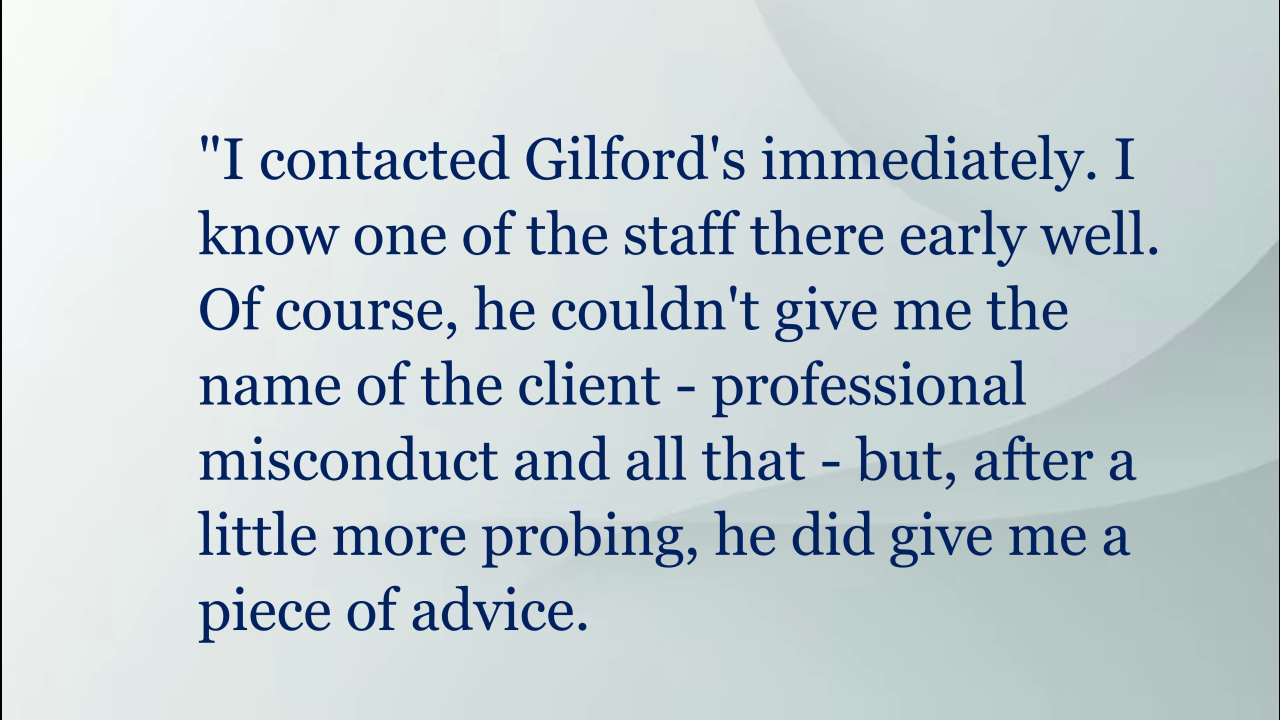 "I contacted Gilford's immediately. I
know one of the staff there early well.
Of course, he couldn't give me the
name of the client - professional
misconduct and all that - but, after a
little more probing, he did give me a
piece of advice.